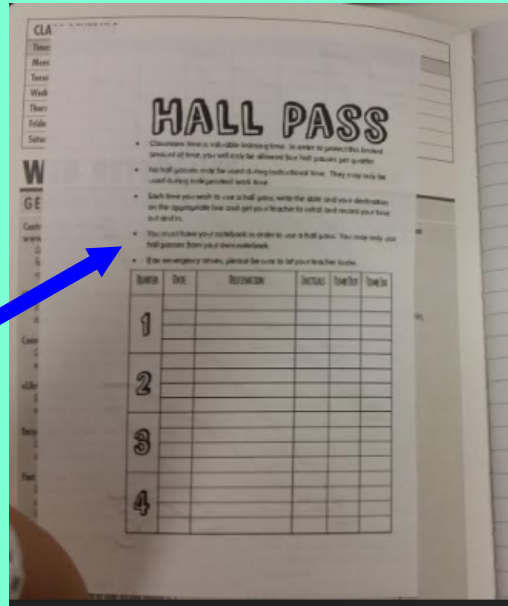 CLA
Wedn
Frida
Satur
W
GE
HALL PASS
• Classroom time is valuable learning time. In order to protect this limited
amount of time, you will only be allowed four hall passes per quarter.
• No hall passes may be used during instructional time. They may only be
used during independent work time.
• Each time you wish to use a hall pass, write the date and your destination
on the appropriate line and get your teacher to initial and record your time
out and in.
• You must have your notebook in order to use a hall pass. You may only use
hall passes from your own notebook.
• If an emergency arises, please be sure to let your teacher know.
QUARTER DATE DESTINATION INITIALS TIME OUT TIME IN
1
2
3
4